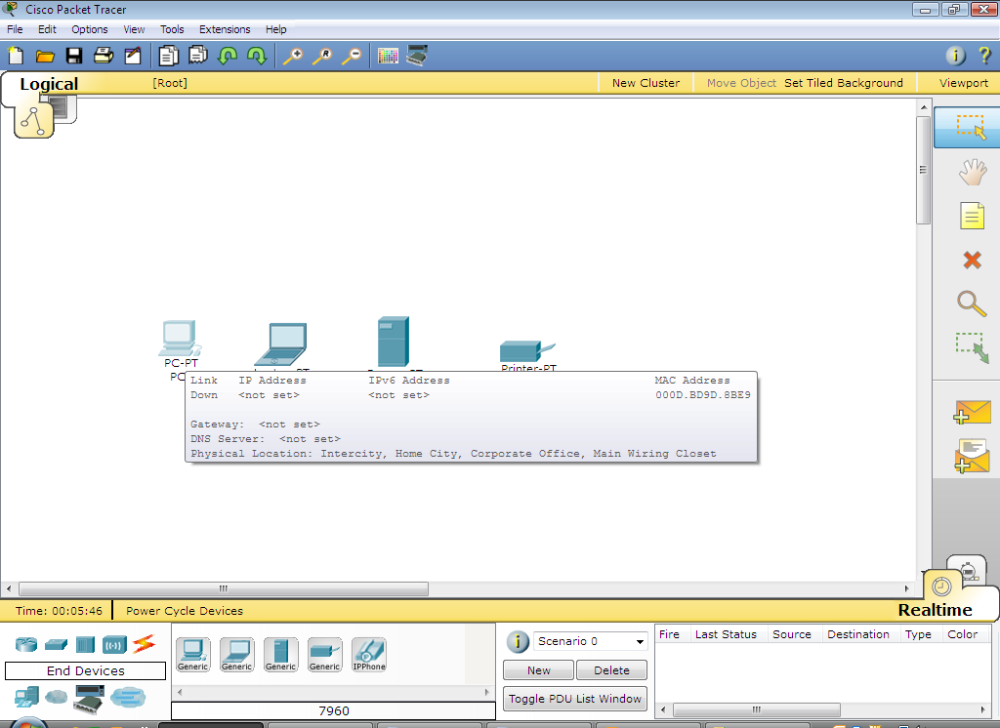 Cisco Packet Tracer
File Edit Options View Tools Extensions Help
Logical [Root] New Cluster Move Object Set Tiled Background Viewport
PC-PT
PC
Printer-PT
Link IP Address IPv6 Address MAC Address
Down <not set> <not set> 000D.BD9D.8BE9
Gateway: <not set>
DNS Server: <not set>
Physical Location: Intercity, Home City, Corporate Office, Main Wiring Closet
Time: 00:05:46 Power Cycle Devices Realtime
End Devices
Generic Generic Generic Generic IPPhone
7960
Scenario 0
New Delete
Toggle PDU List Window
Fire Last Status Source Destination Type Color